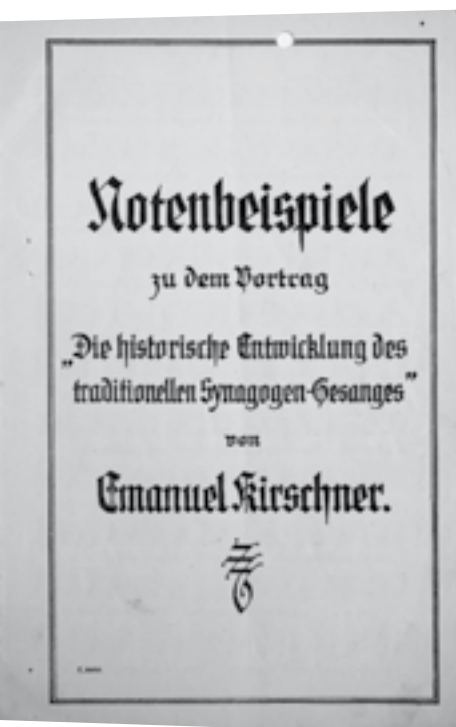 Notenbeispiele
zu dem Vortrag
„Die historische Entwicklung des
traditionellen Synagogen-Gesanges”
von
Emanuel Kirschner.